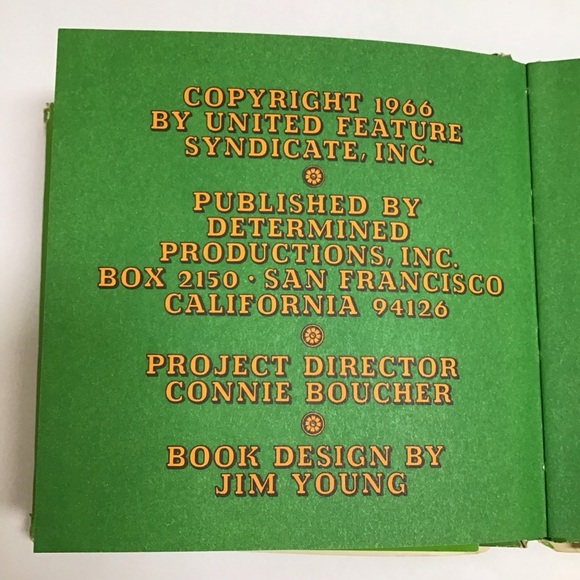 COPYRIGHT 1966
BY UNITED FEATURE
SYNDICATE, INC.
PUBLISHED BY
DETERMINED
PRODUCTIONS, INC.
BOX 2150 · SAN FRANCISCO
CALIFORNIA 94126
PROJECT DIRECTOR
CONNIE BOUCHER
BOOK DESIGN BY
JIM YOUNG